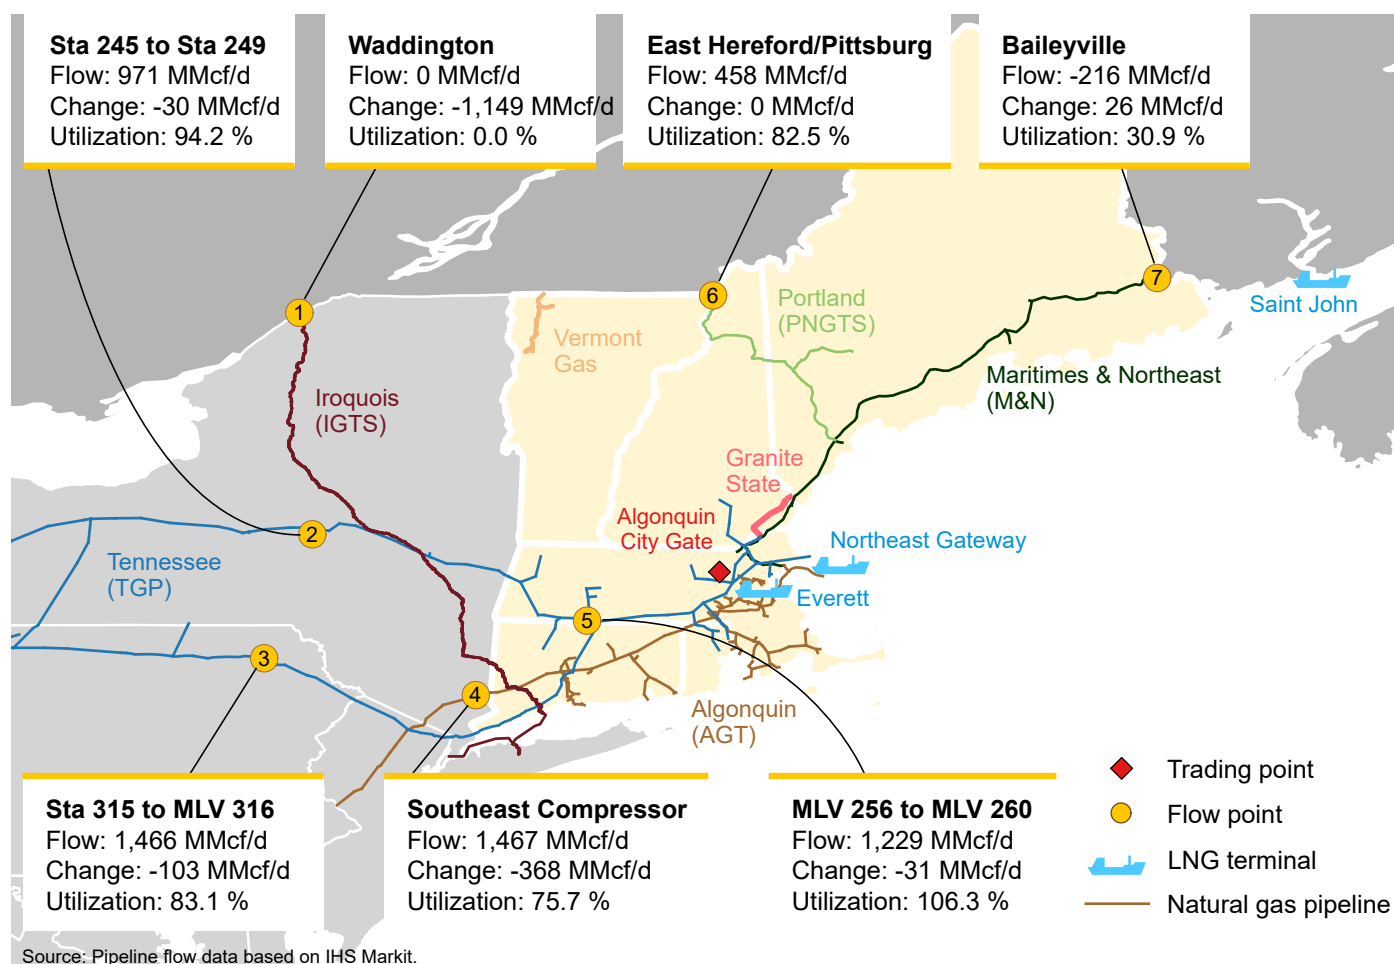 Sta 245 to Sta 249
Flow: 971 MMcf/d
Change: -30 MMcf/d
Utilization: 94.2 %
Waddington
Flow: 0 MMcf/d
Change: -1,149 MMcf/d
Utilization: 0.0 %
East Hereford/Pittsburg
Flow: 458 MMcf/d
Change: 0 MMcf/d
Utilization: 82.5 %
Baileyville
Flow: -216 MMcf/d
Change: 26 MMcf/d
Utilization: 30.9 %
7
6
1
Saint John
Portland
(PNGTS)
Vermont
Gas
Maritimes & Northeast
(M&N)
Iroquois
(IGTS)
Granite
State
Algonquin
City Gate
2
Northeast Gateway
Tennessee
(TGP)
Everett
5
3
4
Algonquin
(AGT)
Sta 315 to MLV 316
Flow: 1,466 MMcf/d
Change: -103 MMcf/d
Utilization: 83.1 %
Southeast Compressor
Flow: 1,467 MMcf/d
Change: -368 MMcf/d
Utilization: 75.7 %
MLV 256 to MLV 260
Flow: 1,229 MMcf/d
Change: -31 MMcf/d
Utilization: 106.3 %
Trading point
Flow point
LNG terminal
Natural gas pipeline
Source: Pipeline flow data based on IHS Markit.